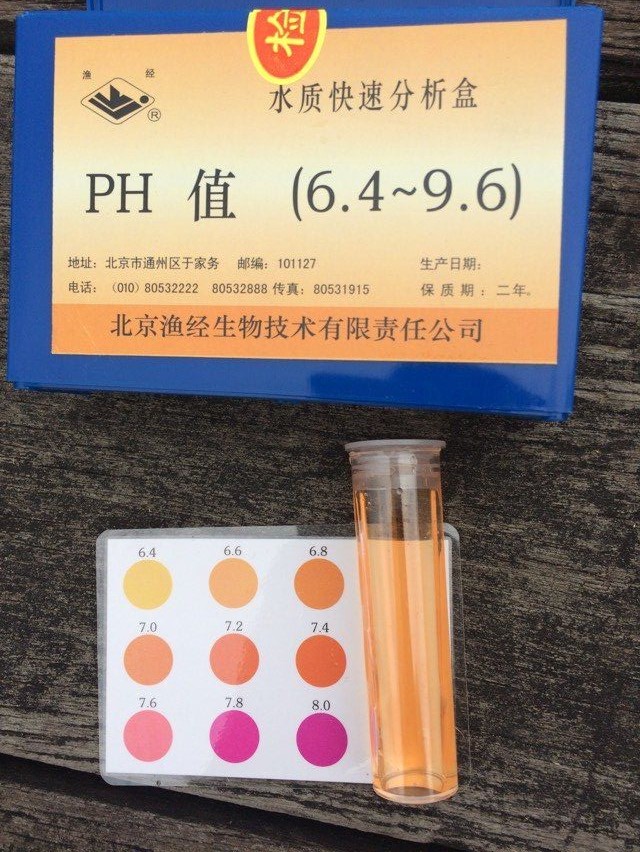 检
渔 经
®
水质快速分析盒
PH 值 (6.4~9.6)
地址：北京市通州区于家务 邮编：101127 生产日期：
电话：（010）80532222 80532888 传真：80531915 保质期：二年。
北京渔经生物技术有限责任公司
6.4 6.6 6.8
7.0 7.2 7.4
7.6 7.8 8.0